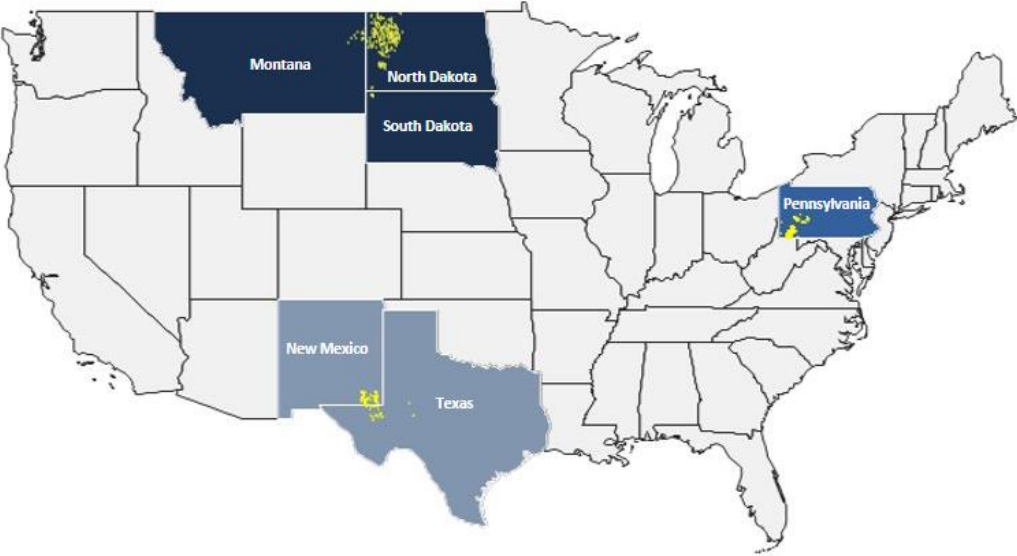 Montana
North Dakota
South Dakota
Pennsylvania
New Mexico
Texas